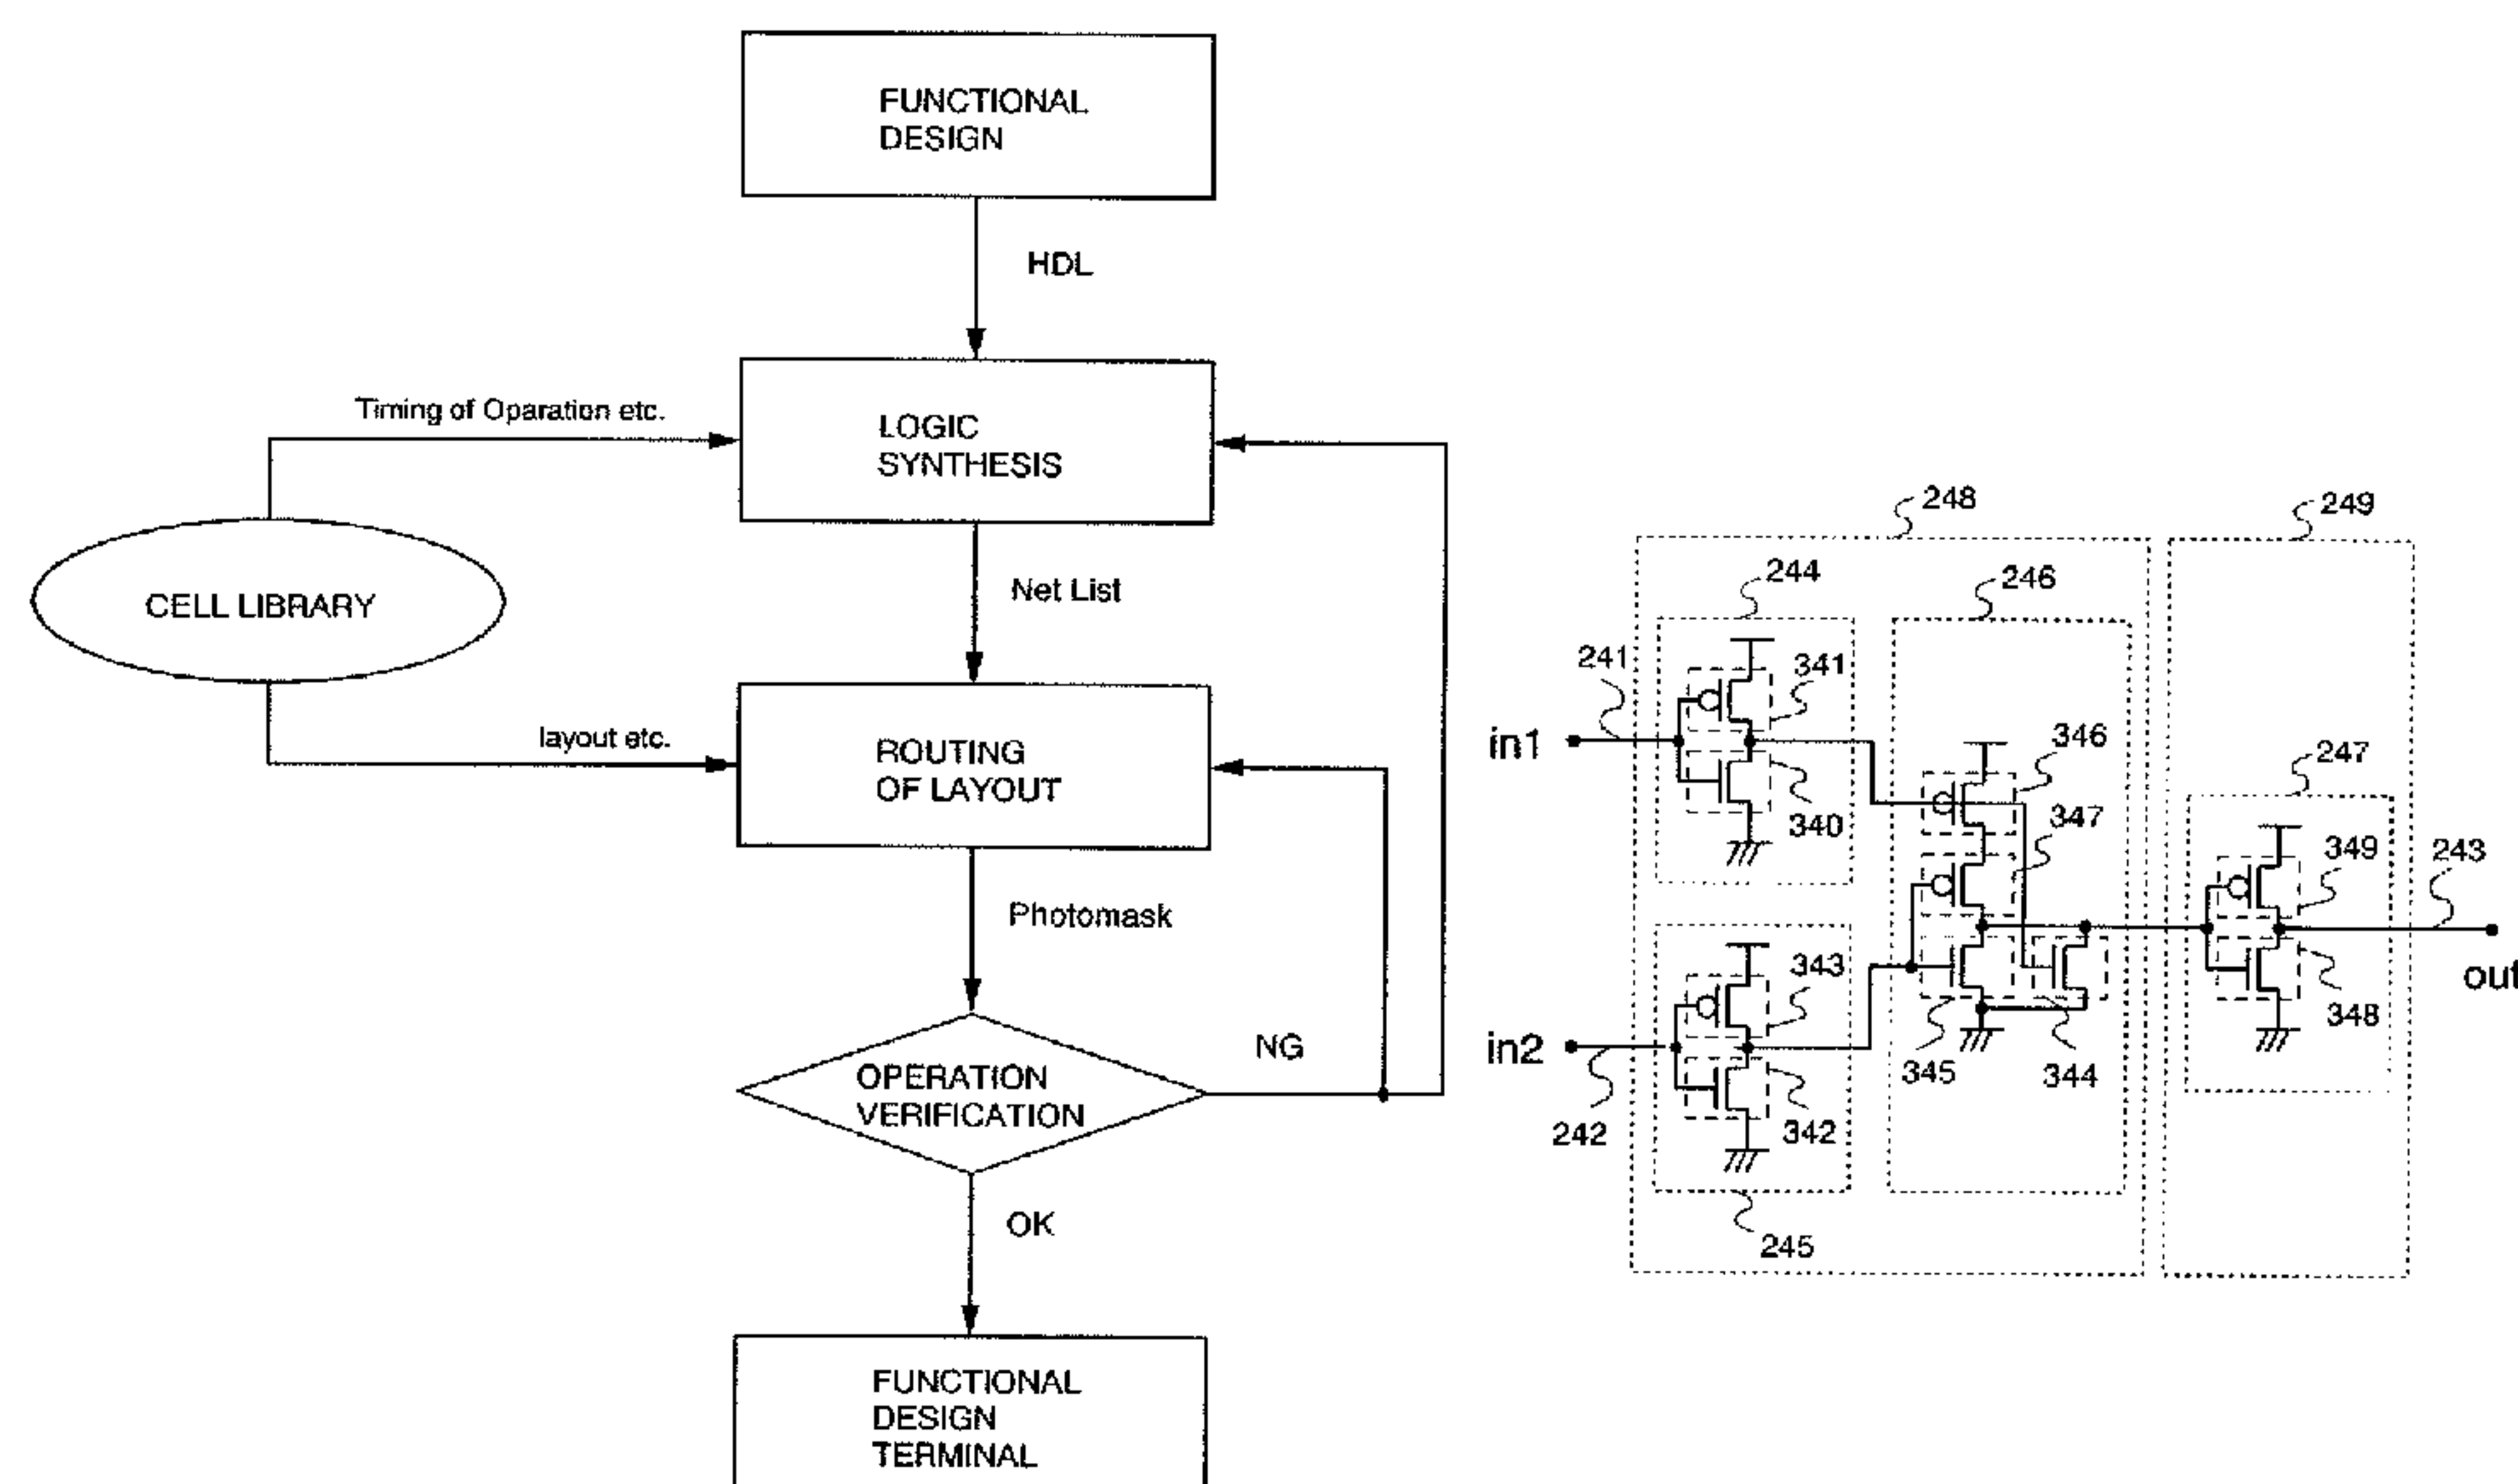 FUNCTIONAL
DESIGN
HDL
Timing of Oparation etc.
LOGIC
SYNTHESIS
CELL LIBRARY
Net List
layout etc.
ROUTING
OF LAYOUT
Photomask
OPERATION
VERIFICATION
NG
OK
FUNCTIONAL
DESIGN
TERMINAL
248
249
244
246
241
341
in1
340
346
347
247
349
243
out
348
343
in2
342
242
345
344
245